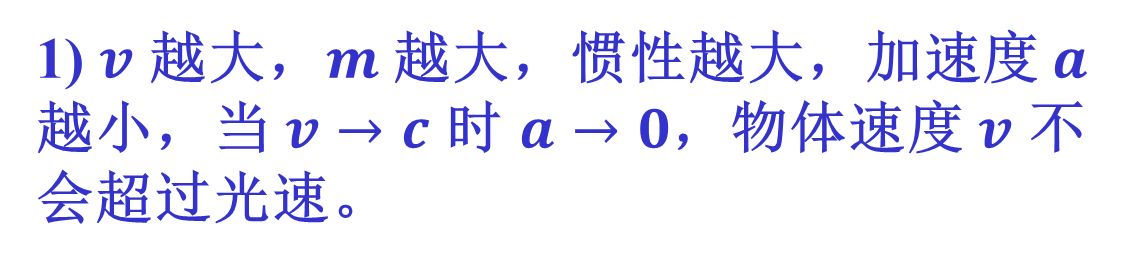 1) v 越大，m 越大，惯性越大，加速度 a
越小，当 v → c 时 a → 0，物体速度 v 不
会超过光速。